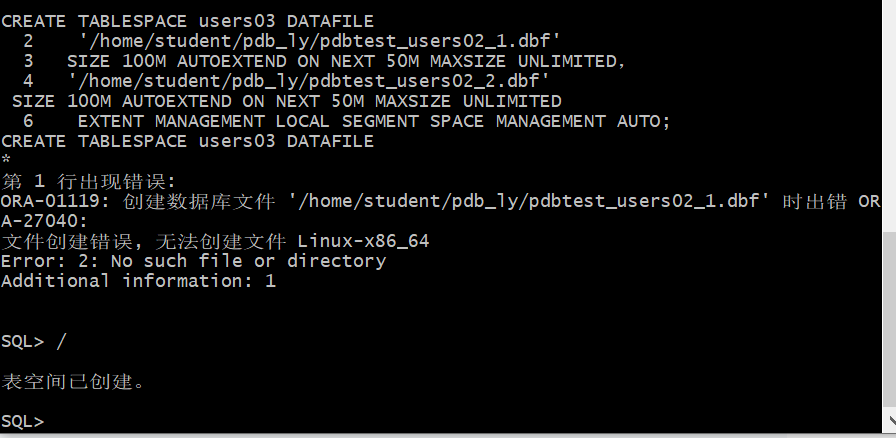 CREATE TABLESPACE users03 DATAFILE
  2    '/home/student/pdb_ly/pdbtest_users02_1.dbf'
  3   SIZE 100M AUTOEXTEND ON NEXT 50M MAXSIZE UNLIMITED,
  4   '/home/student/pdb_ly/pdbtest_users02_2.dbf'
 SIZE 100M AUTOEXTEND ON NEXT 50M MAXSIZE UNLIMITED
  6    EXTENT MANAGEMENT LOCAL SEGMENT SPACE MANAGEMENT AUTO;
CREATE TABLESPACE users03 DATAFILE
*
第 1 行出现错误:
ORA-01119: 创建数据库文件 '/home/student/pdb_ly/pdbtest_users02_1.dbf' 时出错 OR
A-27040:
文件创建错误, 无法创建文件 Linux-x86_64
Error: 2: No such file or directory
Additional information: 1
SQL> /
表空间已创建。
SQL>